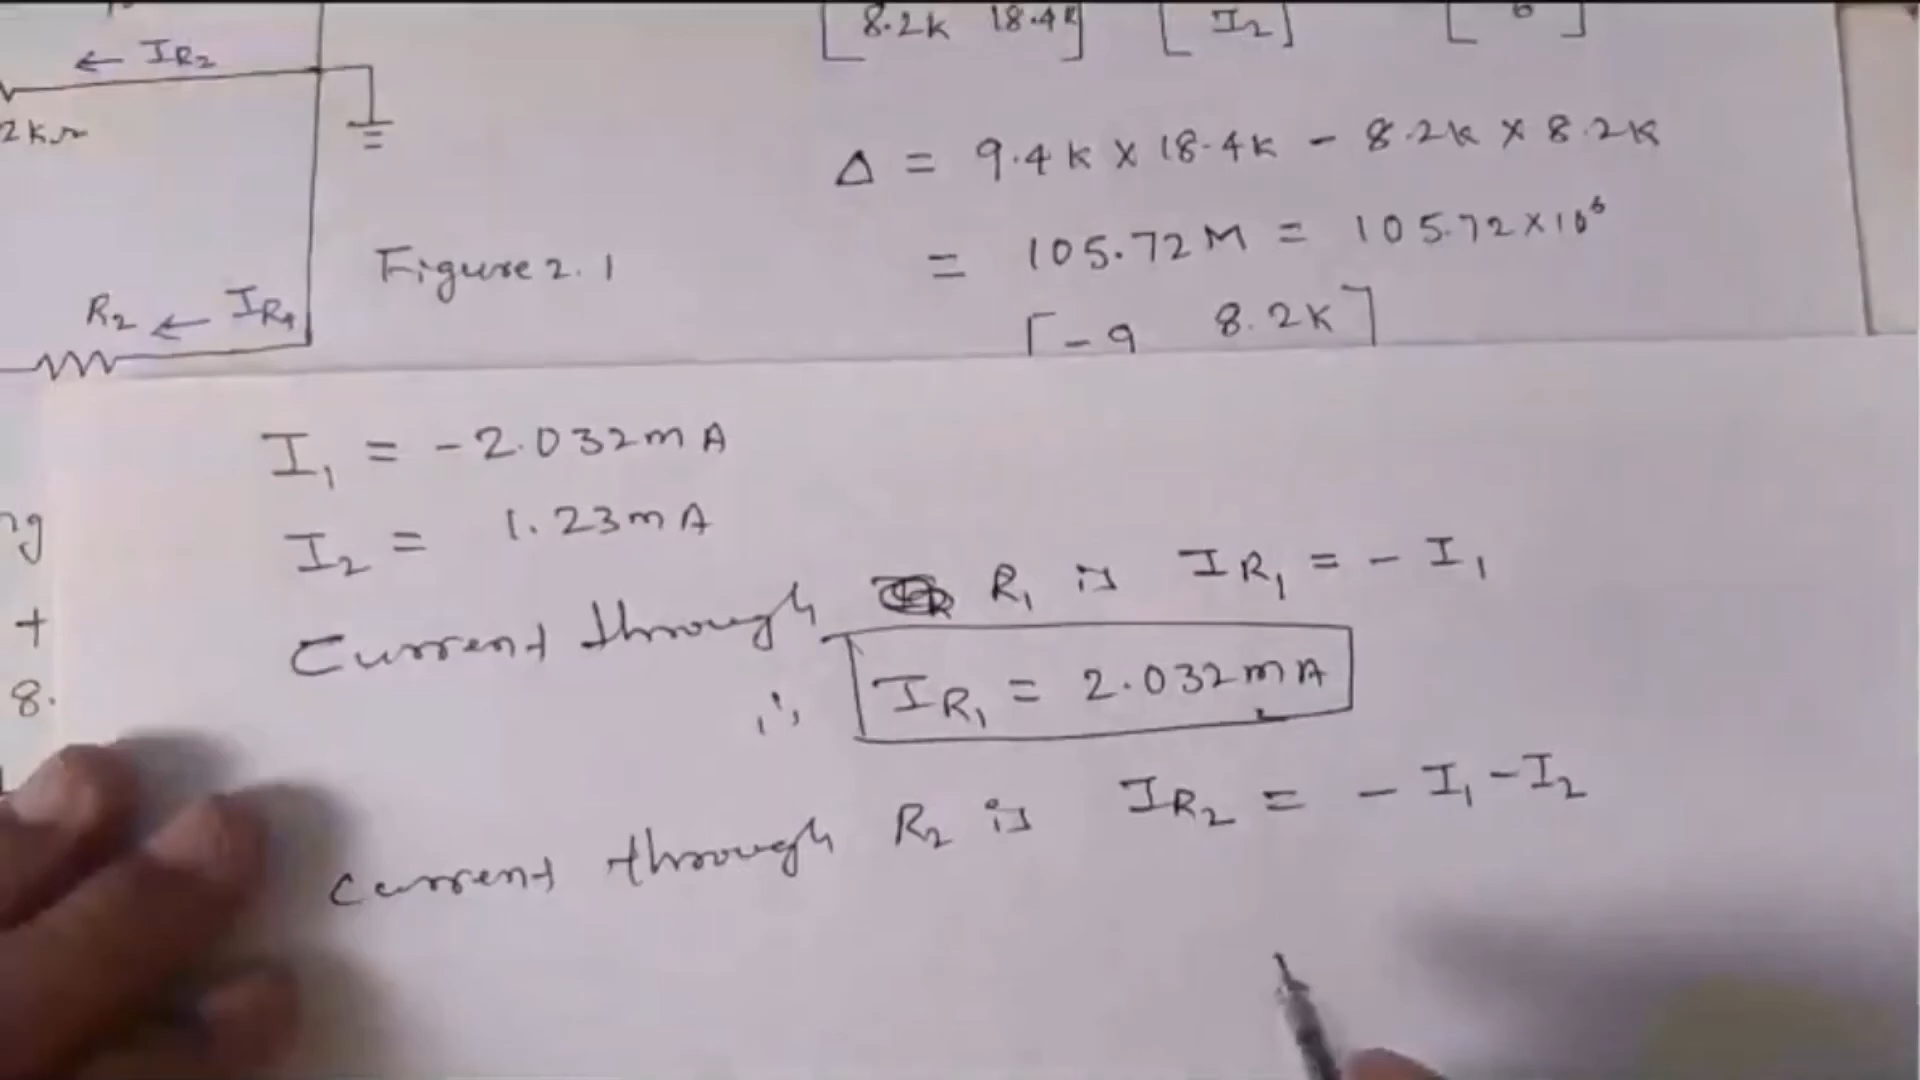 [8.2k 18.4k] [I2] [6]
← IR2
2kΩ
Δ = 9.4k x 18.4k - 8.2k x 8.2k
= 105.72M = 105.72x10⁶
Figure 2.1
[-9 8.2k]
R2 ← IR1
I₁ = -2.032mA
I₂ = 1.23mA
+
8.
Current through R₁ is IR₁ = - I₁
∴ IR₁ = 2.032mA
Current through R₂ is IR₂ = - I₁ - I₂